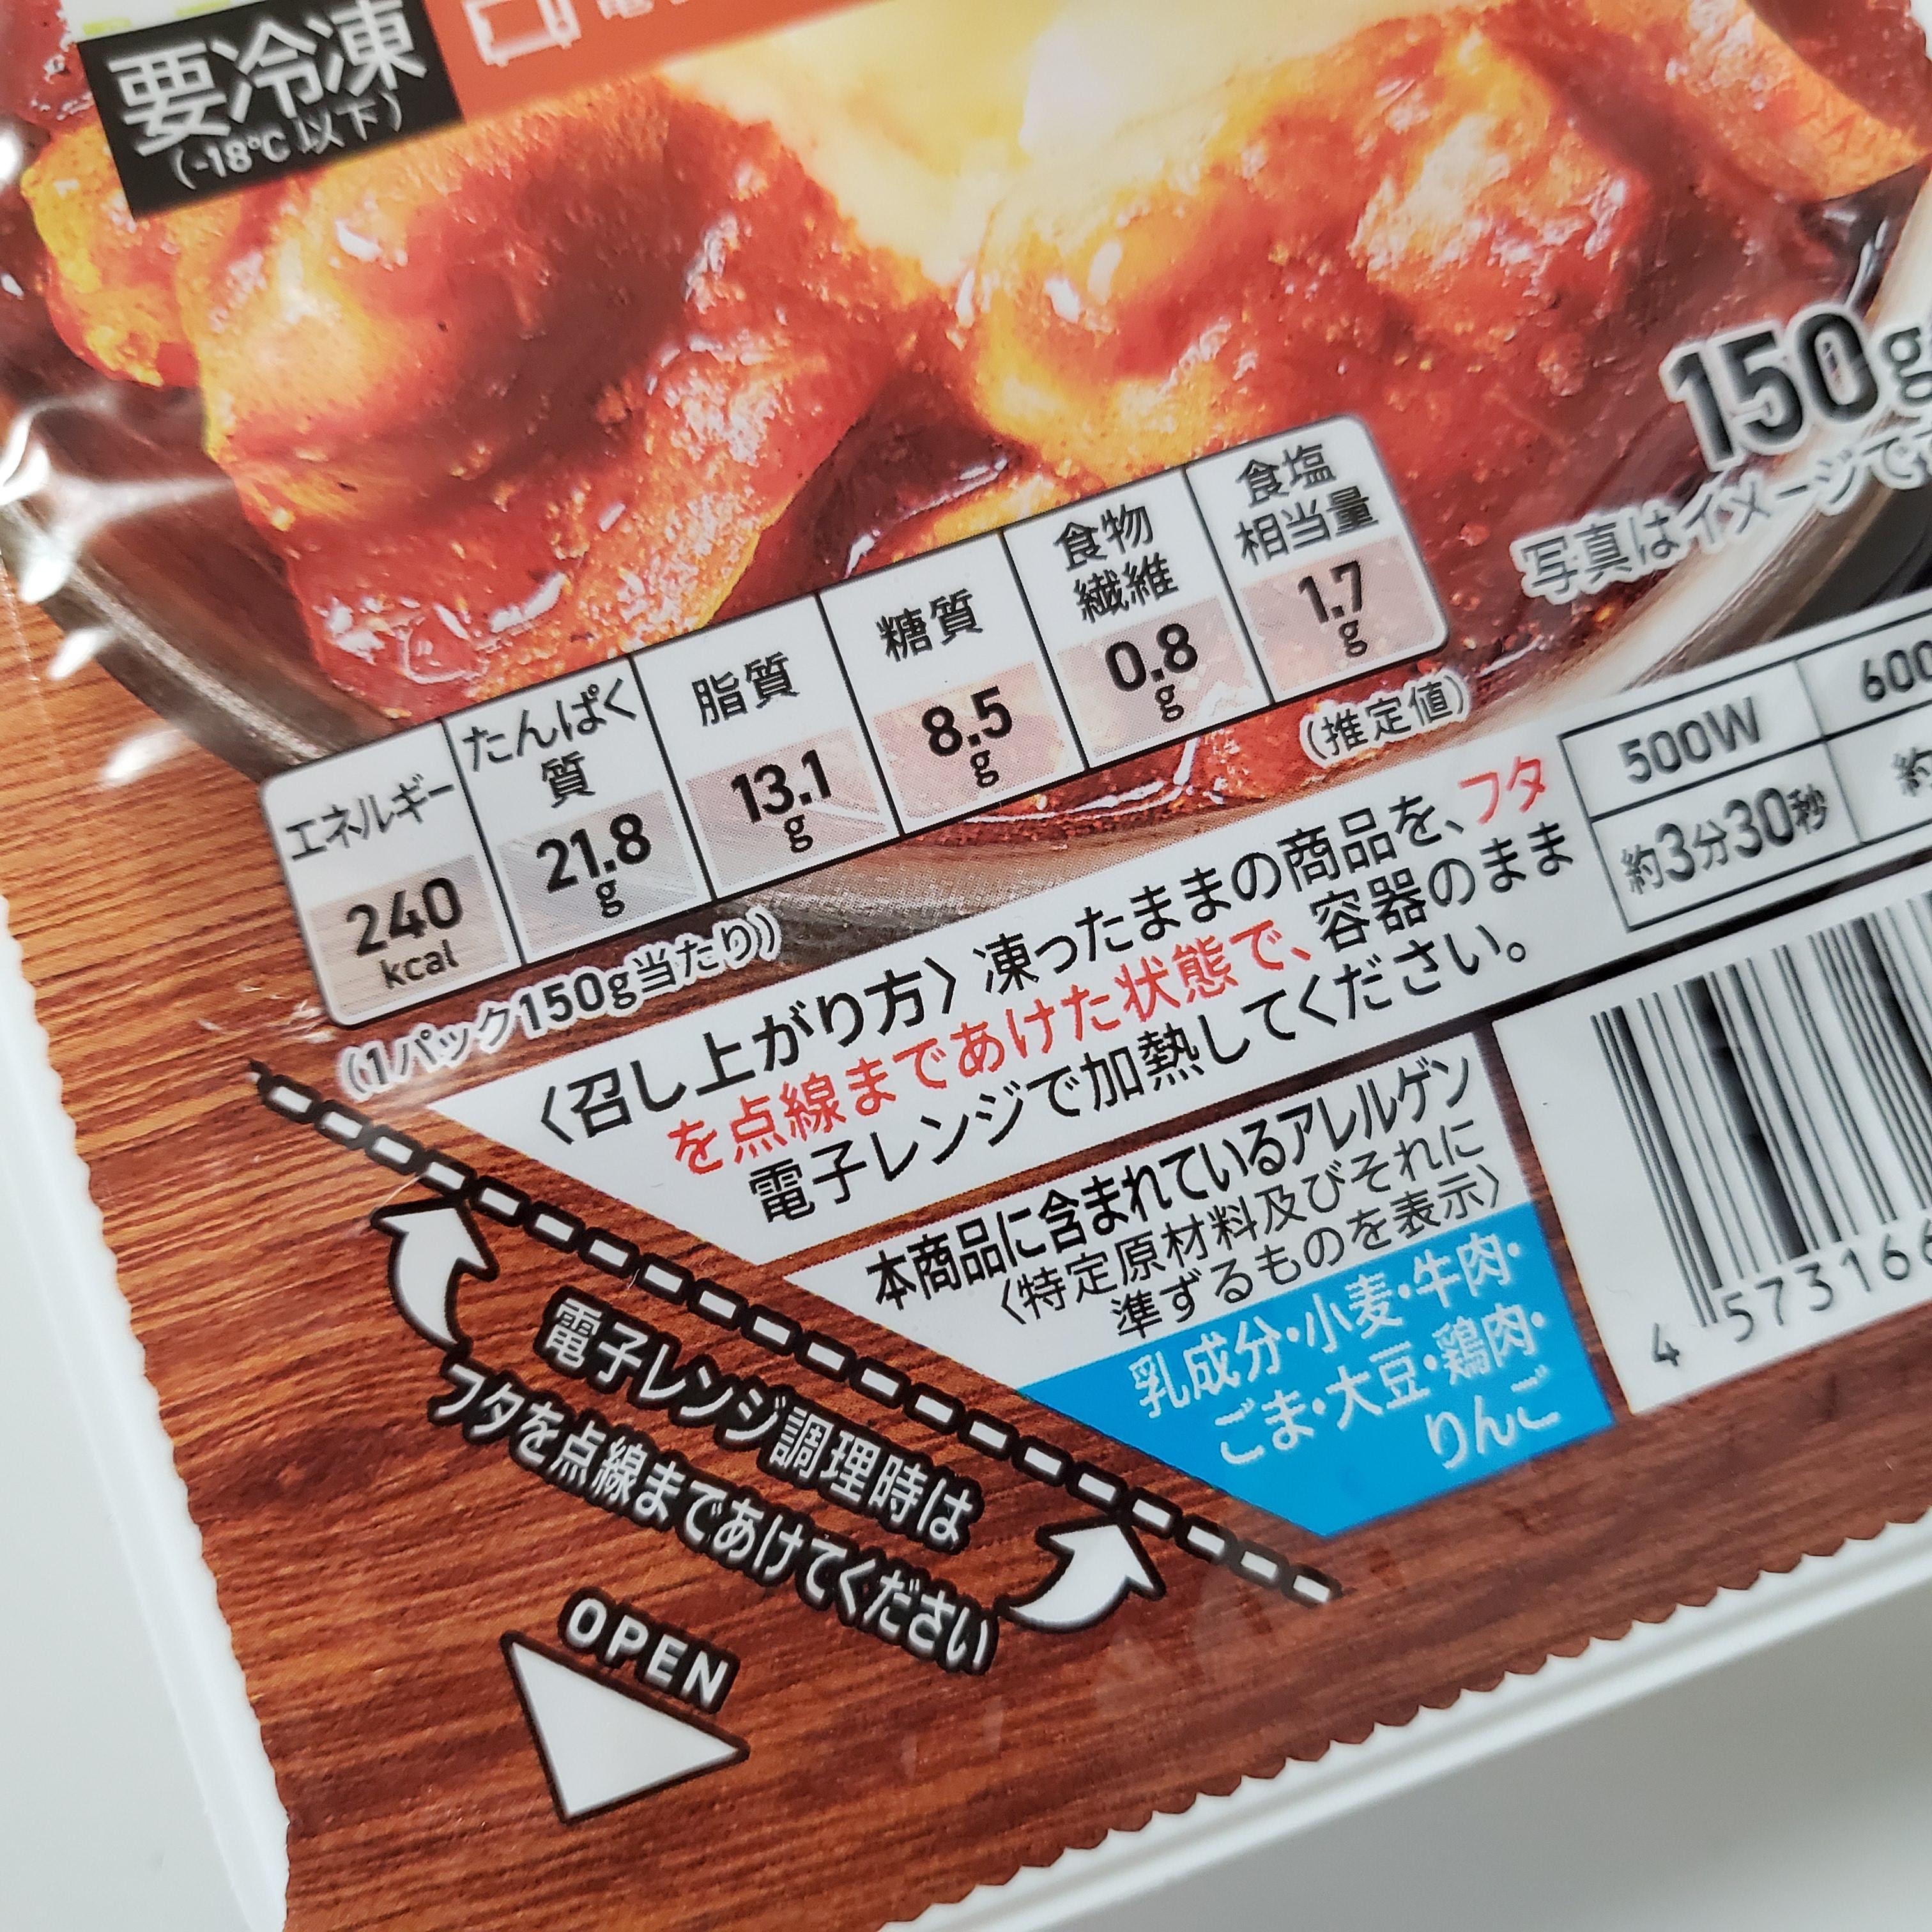 要冷凍
(-18℃以下)
150g
写真はイメージで
エネルギー
240
kcal
たんぱく
質
21.8
g
脂質
13.1
g
糖質
8.5
g
食物
繊維
0.8
g
食塩
相当量
1.7
g
(1パック150g当たり)
(推定値)
〈召し上がり方〉凍ったままの商品を、フタ
を点線まであけた状態で、容器のまま
電子レンジで加熱してください。
500W
600
約3分30秒
約
本商品に含まれているアレルゲン
〈特定原材料及びそれに
準ずるものを表示〉
乳成分・小麦・牛肉・
ごま・大豆・鶏肉・
りんご
4 573166
電子レンジ調理時は
フタを点線まであけてください
OPEN